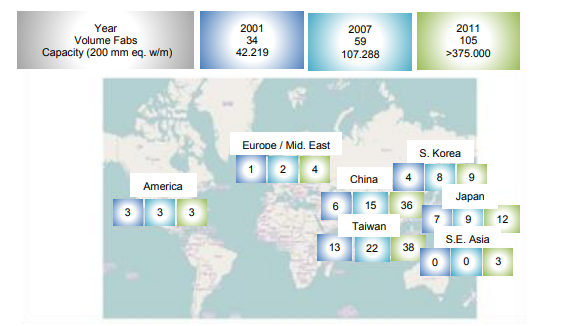 Year
Volume Fabs
Capacity (200 mm eq. w/m)
2001
34
42.219
2007
59
107.288
2011
105
>375.000
Europe / Mid. East
1 2 4
S. Korea
4 8 9
China
6 15 36
America
3 3 3
Japan
7 9 12
Taiwan
13 22 38
S.E. Asia
0 0 3